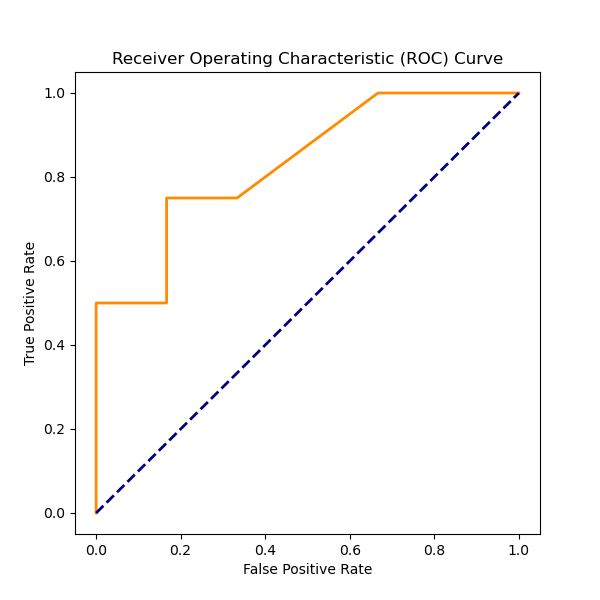 Receiver Operating Characteristic (ROC) Curve
1.0
0.8
0.6
0.4
0.2
0.0
True Positive Rate
0.0 0.2 0.4 0.6 0.8 1.0
False Positive Rate